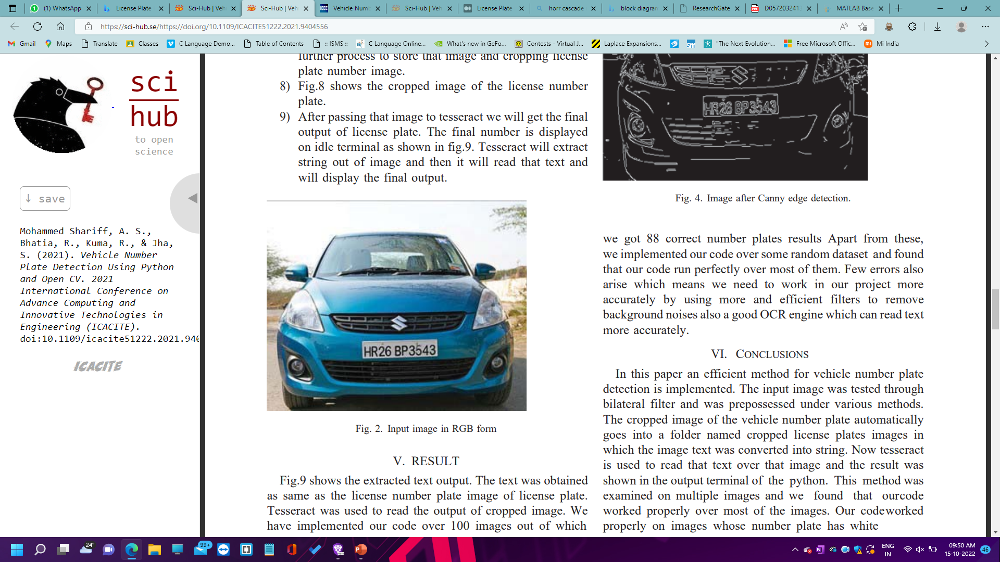 (1) WhatsApp
License Plate
Sci-Hub | Veh
Sci-Hub | Veh
IEEE
Vehicle Numb
Sci-Hub | Veh
License Plate
horr cascade
block diagram
ResearchGate
PDF
D0572032413
MATLAB Base
https://sci-hub.se/https://doi.org/10.1109/ICACITE51222.2021.9404556
Gmail
Maps
Translate
Classes
C Language Demo...
Table of Contents
:: ISMS ::
C Language Online...
What's new in GeFo...
Contests - Virtual J...
Laplace Expansions...
"The Next Evolution...
Free Microsoft Offic...
Mi India
sci
hub
to open
science
↓ save
Mohammed Shariff, A. S.,
Bhatia, R., Kuma, R., & Jha,
S. (2021). Vehicle Number
Plate Detection Using Python
and Open CV. 2021
International Conference on
Advance Computing and
Innovative Technologies in
Engineering (ICACITE).
doi:10.1109/icacite51222.2021.940
ICACITE
further process to store that image and cropping license
plate number image.
8) Fig.8 shows the cropped image of the license number
plate.
9) After passing that image to tesseract we will get the final
output of license plate. The final number is displayed
on idle terminal as shown in fig.9. Tesseract will extract
string out of image and then it will read that text and
will display the final output.
HR26 BP3543
Fig. 2. Input image in RGB form
V. RESULT
Fig.9 shows the extracted text output. The text was obtained
as same as the license number plate image of license plate.
Tesseract was used to read the output of cropped image. We
have implemented our code over 100 images out of which
HR26 BP3543
Fig. 4. Image after Canny edge detection.
we got 88 correct number plates results Apart from these,
we implemented our code over some random dataset and found
that our code run perfectly over most of them. Few errors also
arise which means we need to work in our project more
accurately by using more and efficient filters to remove
background noises also a good OCR engine which can read text
more accurately.
VI. CONCLUSIONS
In this paper an efficient method for vehicle number plate
detection is implemented. The input image was tested through
bilateral filter and was prepossessed under various methods.
The cropped image of the vehicle number plate automatically
goes into a folder named cropped license plates images in
which the image text was converted into string. Now tesseract
is used to read that text over that image and the result was
shown in the output terminal of the python. This method was
examined on multiple images and we found that ourcode
worked properly over most of the images. Our codeworked
properly on images whose number plate has white
24°
99+
ENG
IN
09:50 AM
15-10-2022
46